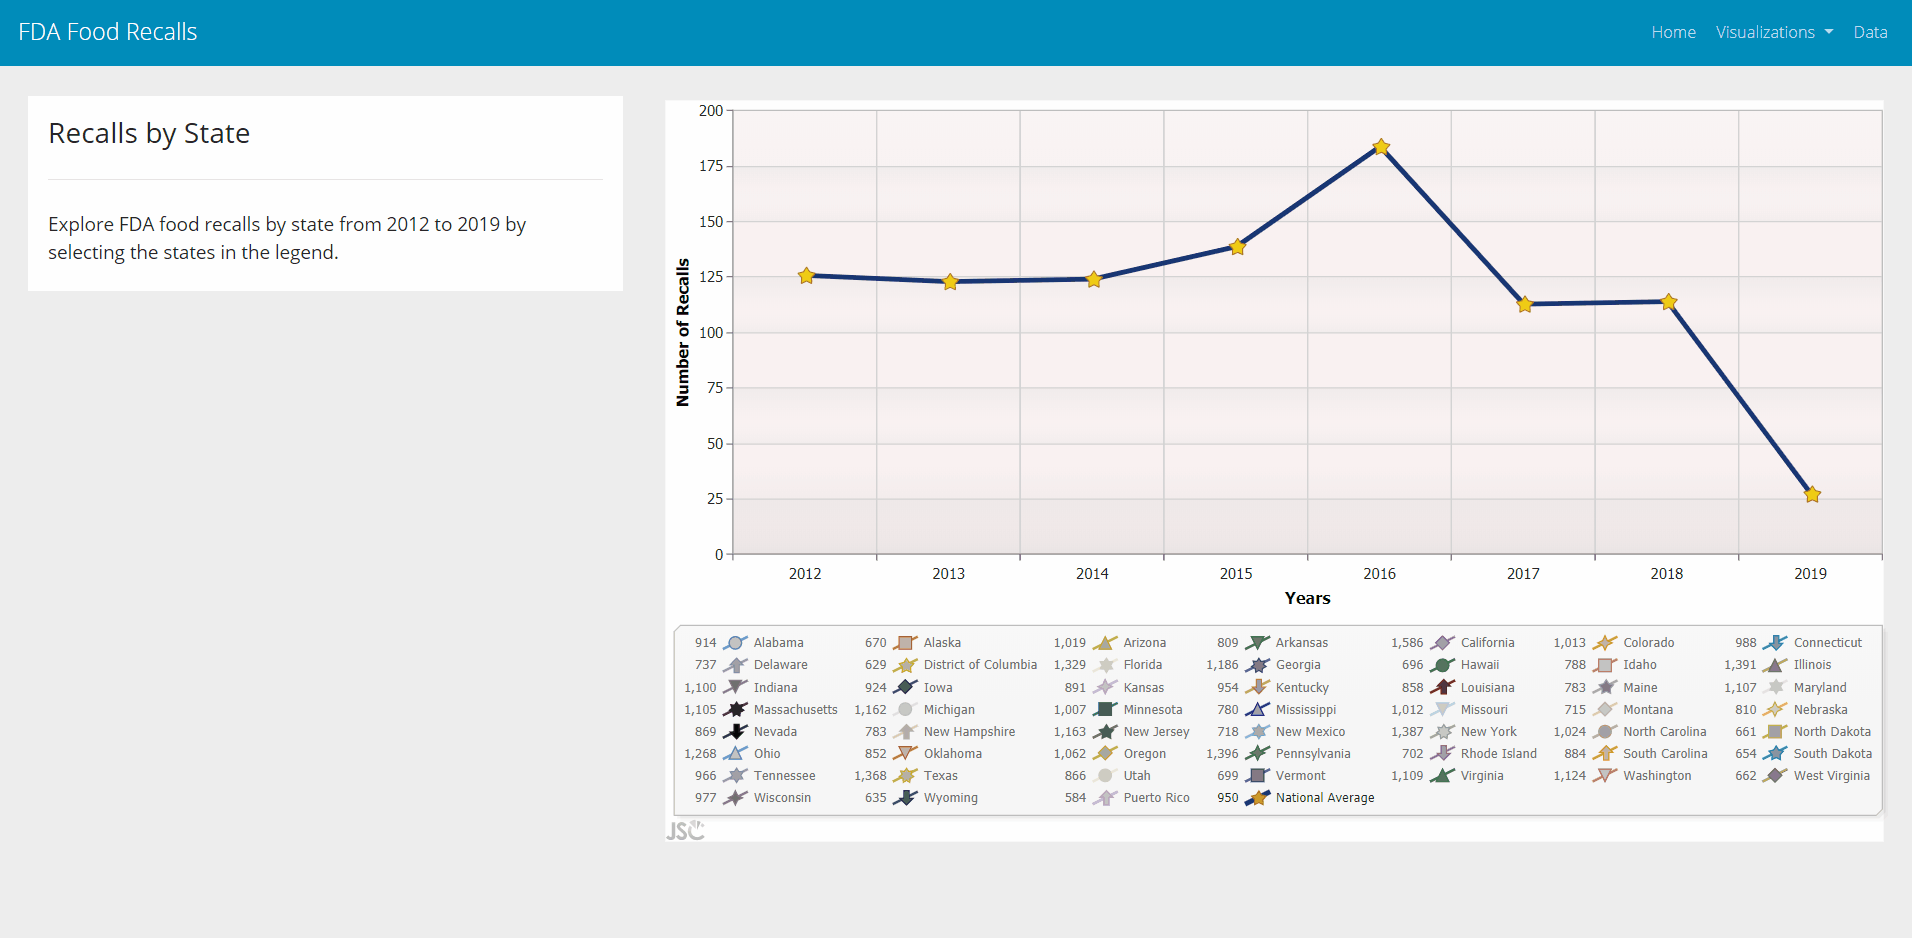 FDA Food Recalls
Home Visualizations Data
Recalls by State
Explore FDA food recalls by state from 2012 to 2019 by
selecting the states in the legend.
200
175
150
125
100
75
50
25
0
Number of Recalls
2012 2013 2014 2015 2016 2017 2018 2019
Years
914 Alabama 670 Alaska 1,019 Arizona 809 Arkansas 1,586 California 1,013 Colorado 988 Connecticut
737 Delaware 629 District of Columbia 1,329 Florida 1,186 Georgia 696 Hawaii 788 Idaho 1,391 Illinois
1,100 Indiana 924 Iowa 891 Kansas 954 Kentucky 858 Louisiana 783 Maine 1,107 Maryland
1,105 Massachusetts 1,162 Michigan 1,007 Minnesota 780 Mississippi 1,012 Missouri 715 Montana 810 Nebraska
869 Nevada 783 New Hampshire 1,163 New Jersey 718 New Mexico 1,387 New York 1,024 North Carolina 661 North Dakota
1,268 Ohio 852 Oklahoma 1,062 Oregon 1,396 Pennsylvania 702 Rhode Island 884 South Carolina 654 South Dakota
966 Tennessee 1,368 Texas 866 Utah 699 Vermont 1,109 Virginia 1,124 Washington 662 West Virginia
977 Wisconsin 635 Wyoming 584 Puerto Rico 950 National Average
JSC